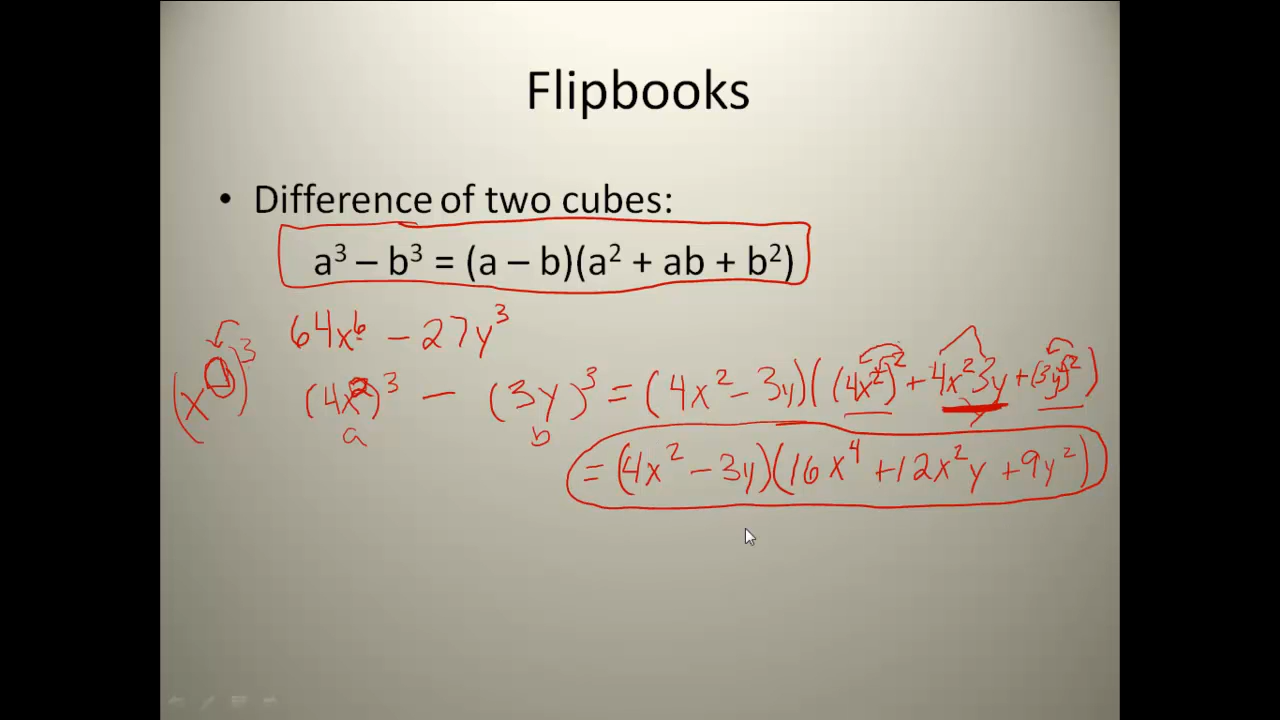 Flipbooks
• Difference of two cubes:
a³ – b³ = (a – b)(a² + ab + b²)
64x⁶ – 27y³
(x )³ (4x²)³ – (3y)³ = (4x² – 3y)((4x²)² + 4x²3y + (3y)²)
a b y
= (4x² – 3y)(16x⁴ + 12x²y + 9y²)